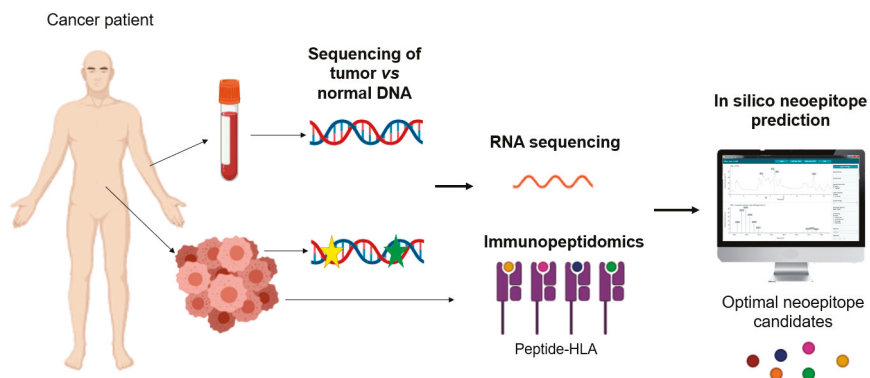 Cancer patient
Sequencing of
tumor vs
normal DNA
RNA sequencing
Immunopeptidomics
Peptide-HLA
In silico neoepitope
prediction
Optimal neoepitope
candidates